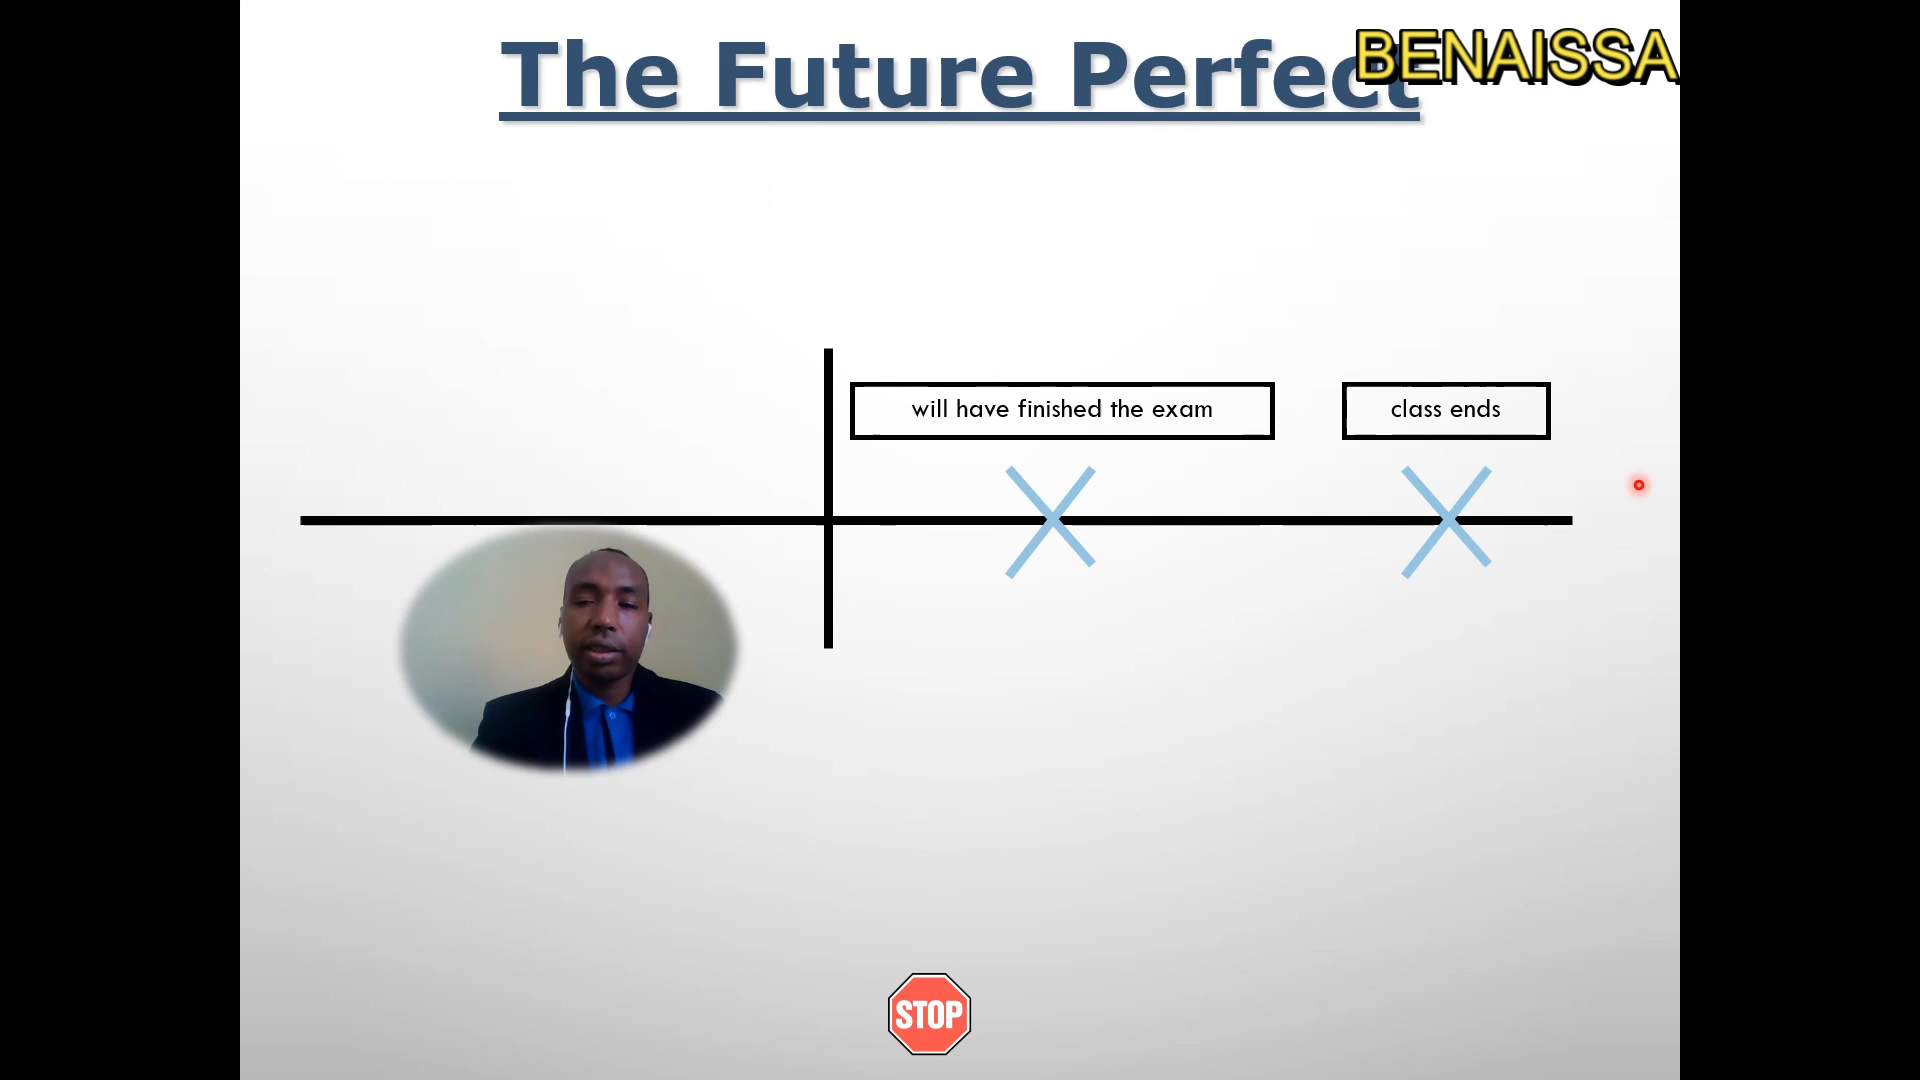 The Future Perfect
BENAISSA
will have finished the exam
class ends
STOP